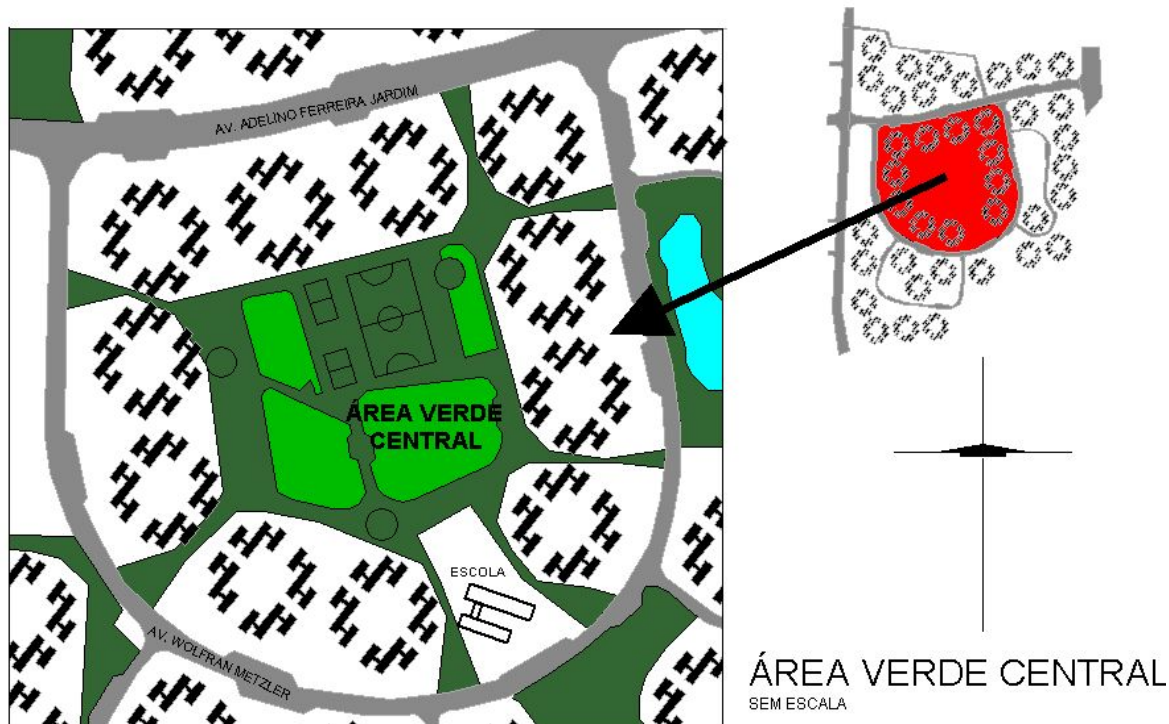 AV. ADELINO FERREIRA JARDIM
ÁREA VERDE
CENTRAL
ESCOLA
AV. WOLFRAN METZLER
ÁREA VERDE CENTRAL
SEM ESCALA